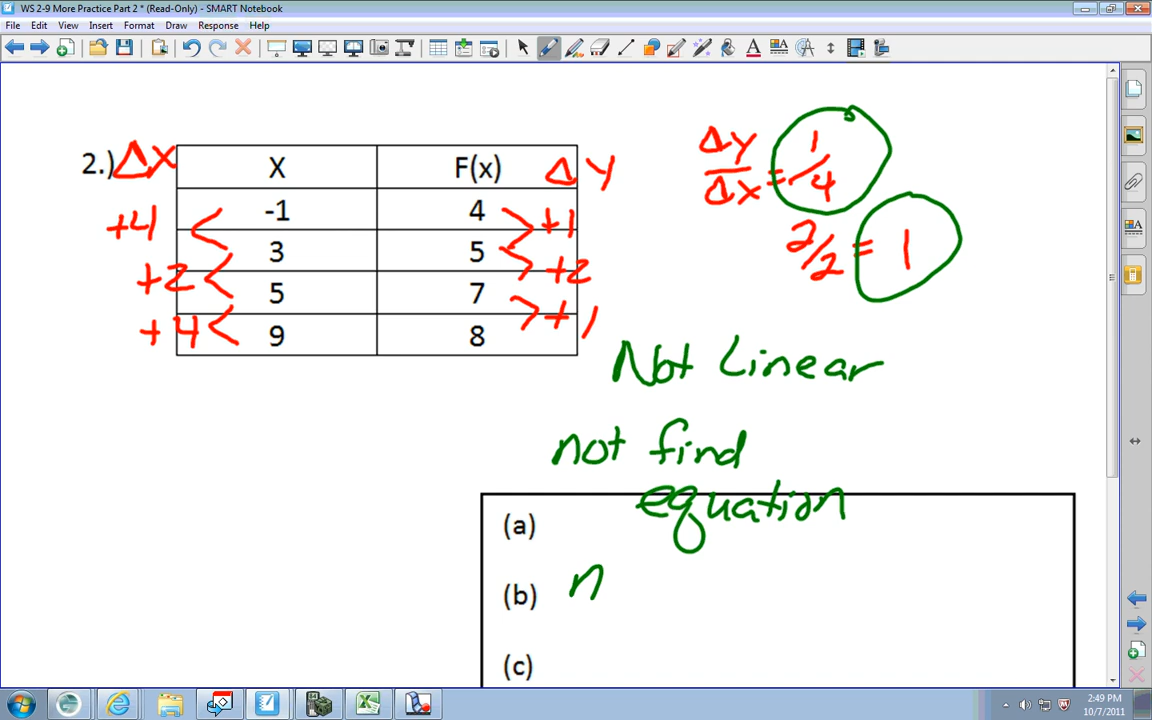 WS 2-9 More Practice Part 2 * (Read-Only) - SMART Notebook
File Edit View Insert Format Draw Response Help
2.) ΔX X F(x) ΔY
-1 4
+4 +1
3 5
+2 +2
5 7
+4 +1
9 8
ΔY/ΔX = 1/4
2/2 = 1
Not Linear
not find
equation
(a)
(b) n
(c)
2:49 PM
10/7/2011